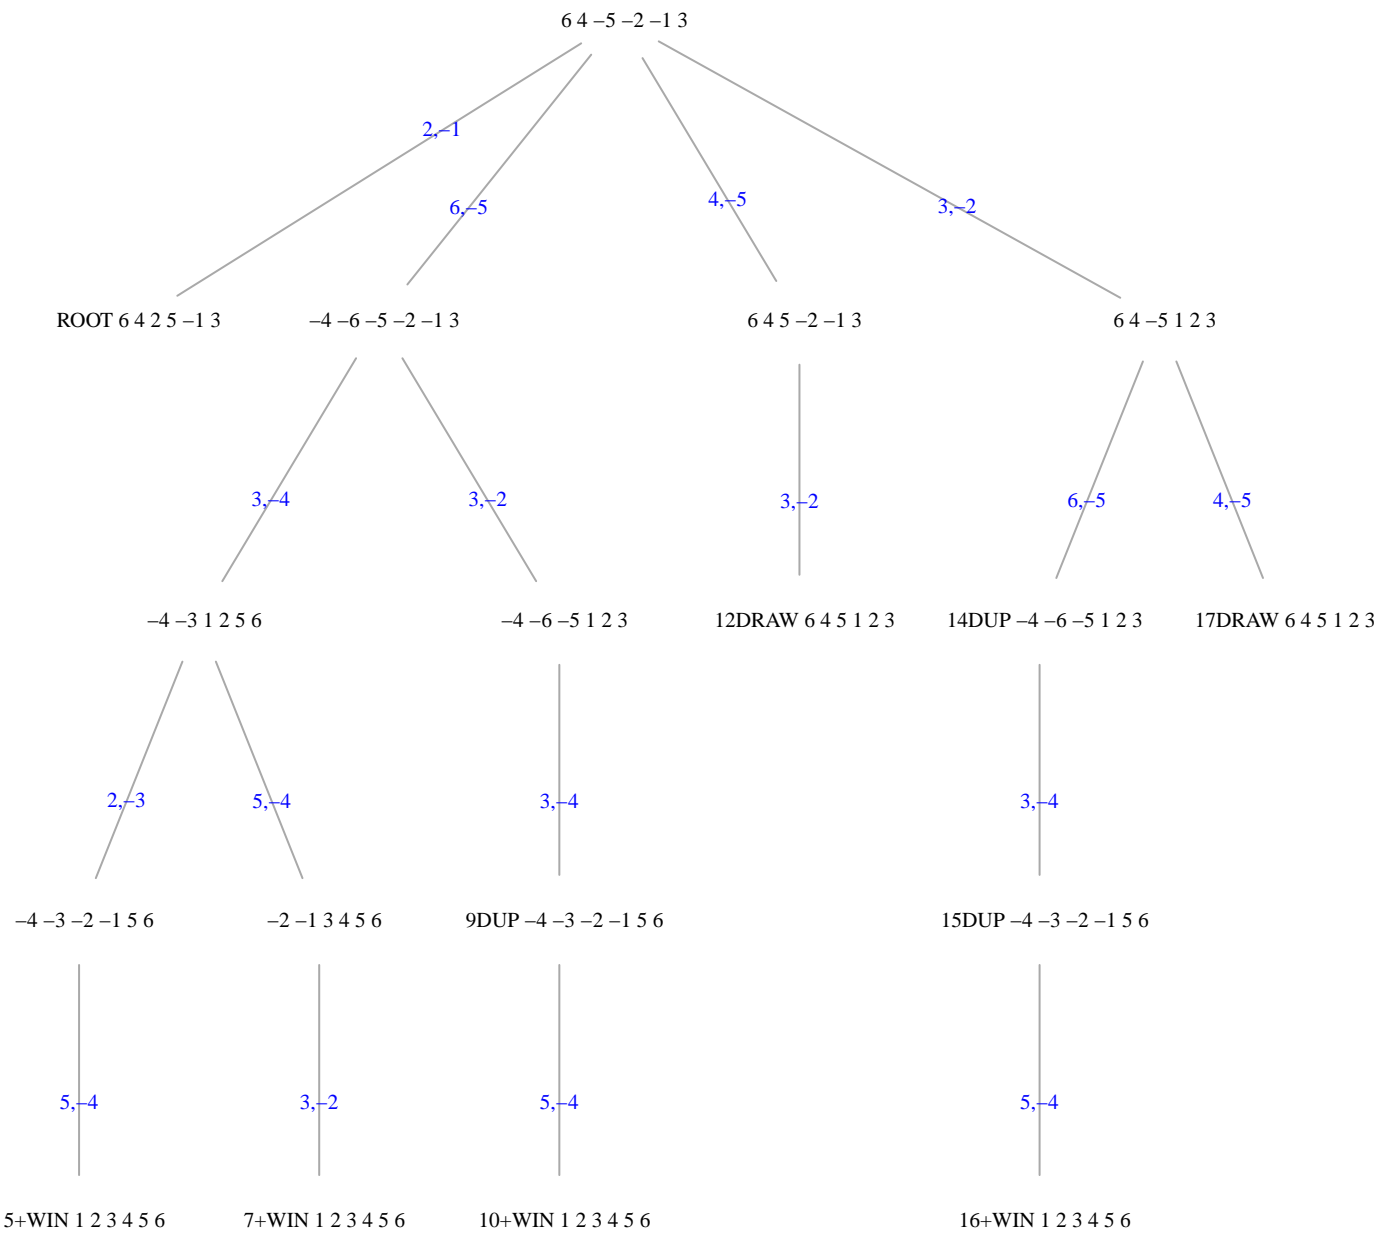 6 4 −5 −2 −1 3
2,−1
6,−5
4,−5
3,−2
ROOT 6 4 2 5 −1 3
−4 −6 −5 −2 −1 3
6 4 5 −2 −1 3
6 4 −5 1 2 3
3,−4
3,−2
3,−2
6,−5
4,−5
−4 −3 1 2 5 6
−4 −6 −5 1 2 3
12DRAW 6 4 5 1 2 3
14DUP −4 −6 −5 1 2 3
17DRAW 6 4 5 1 2 3
2,−3
5,−4
3,−4
3,−4
−4 −3 −2 −1 5 6
−2 −1 3 4 5 6
9DUP −4 −3 −2 −1 5 6
15DUP −4 −3 −2 −1 5 6
5,−4
3,−2
5,−4
5,−4
5+WIN 1 2 3 4 5 6
7+WIN 1 2 3 4 5 6
10+WIN 1 2 3 4 5 6
16+WIN 1 2 3 4 5 6